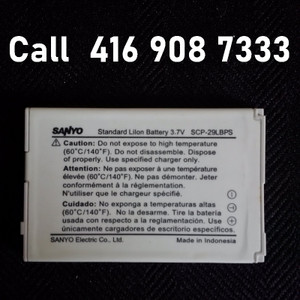 Call 416 908 7333
SANYO
Standard LiIon Battery 3.7V SCP-29LBPS
Caution: Do not expose to high temperature
(60°C/140°F). Do not disassemble. Dispose of
properly. Use specified charger only.
Attention: Ne pas exposer à une température
élevée (60°C/140°F). Ne pas démonter. Jeter
conformément à la réglementation.
N'utiliser que le chargeur spécifié.
Cuidado: No exponga a altas temperaturas
(60°C/140°F). No la desarme. Tire la batería
usada con apego a la reglamentación. Use
únicamente cargadores de escritorio específicos.
SANYO Electric Co., Ltd. Made in Indonesia